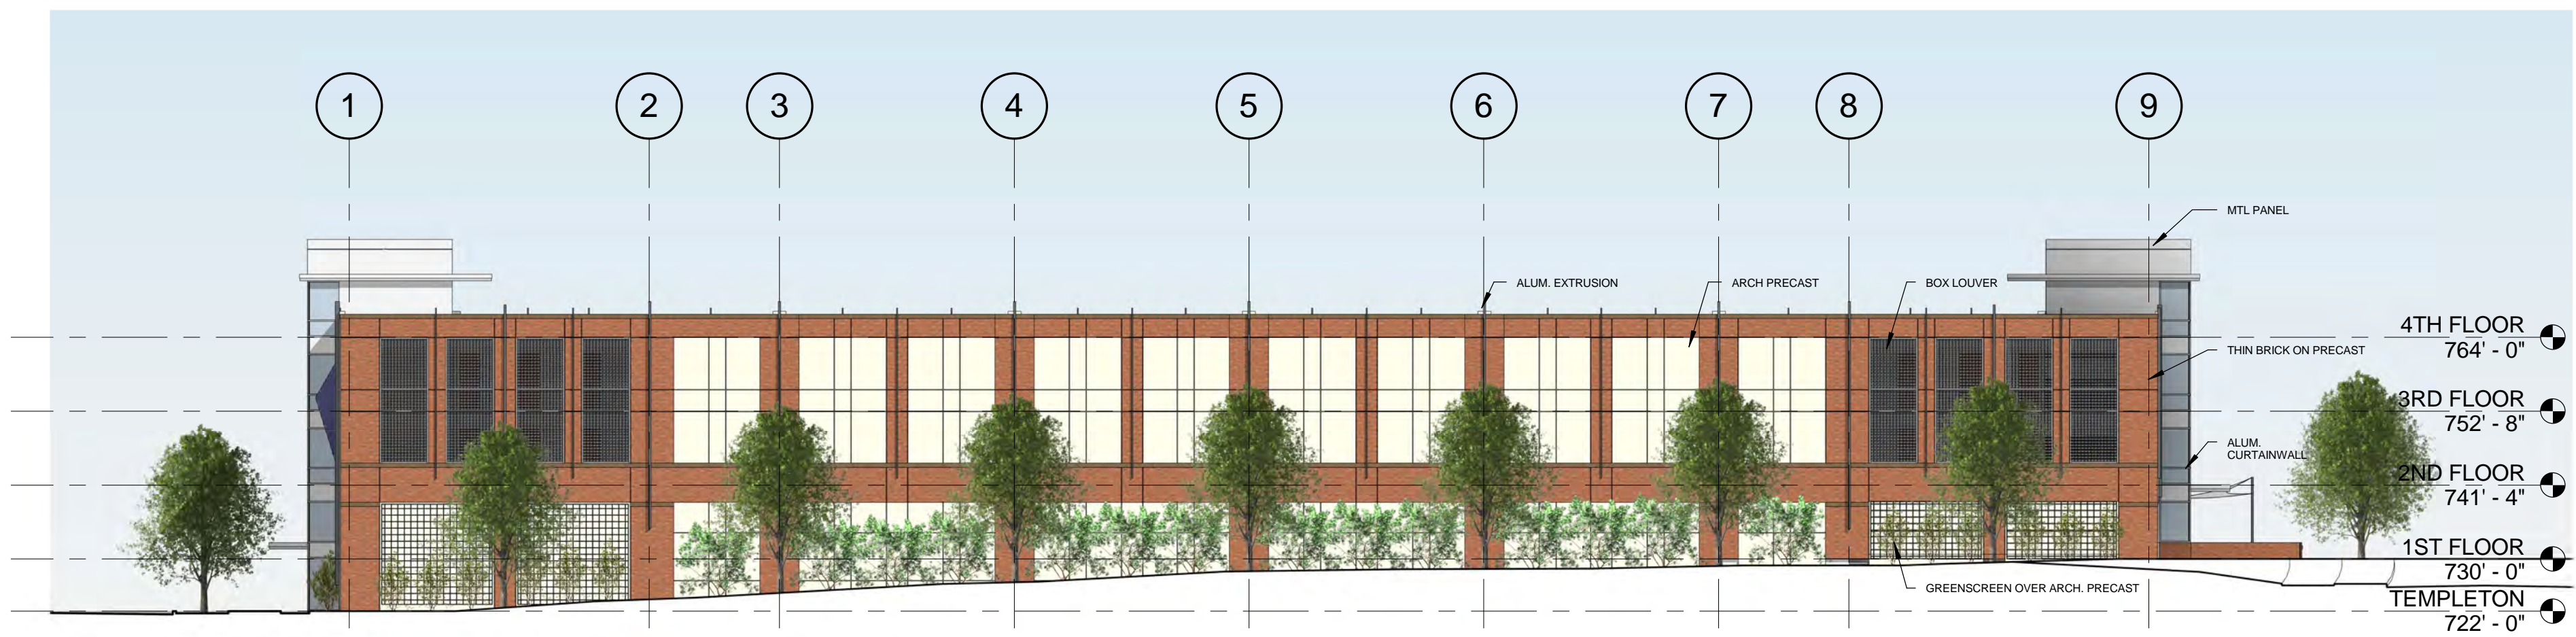 1 2 3 4 5 6 7 8 9
MTL PANEL
ALUM. EXTRUSION
ARCH PRECAST
BOX LOUVER
4TH FLOOR
764' - 0"
THIN BRICK ON PRECAST
3RD FLOOR
752' - 8"
ALUM.
CURTAINWALL
2ND FLOOR
741' - 4"
1ST FLOOR
730' - 0"
GREENSCREEN OVER ARCH. PRECAST
TEMPLETON
722' - 0"